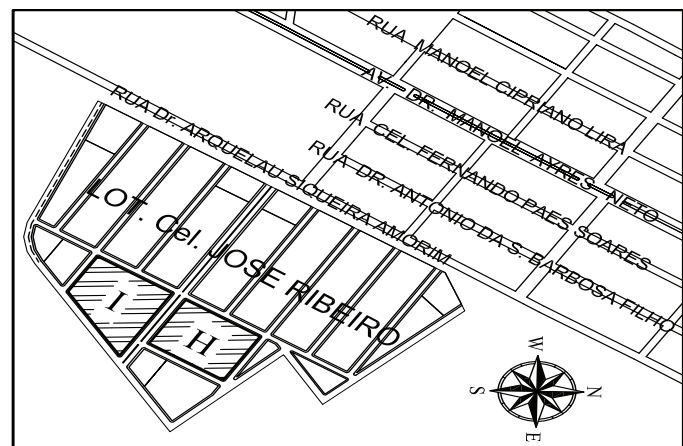 RUA MANOEL CIPRIANO LIRA
AV. DR. MANOEL AYRES NETO
RUA CEL. FERNANDO PAES SOARES
RUA DR. ANTONIO DA S. BARBOSA FILHO
RUA Dr. ARQUELAU SIQUEIRA AMORIM
LOT. Cel. JOSE RIBEIRO
I
H
W
S
N
E